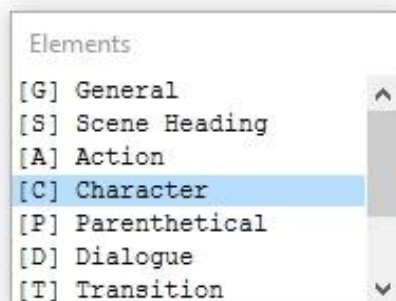 Elements
[G] General
[S] Scene Heading
[A] Action
[C] Character
[P] Parenthetical
[D] Dialogue
[T] Transition